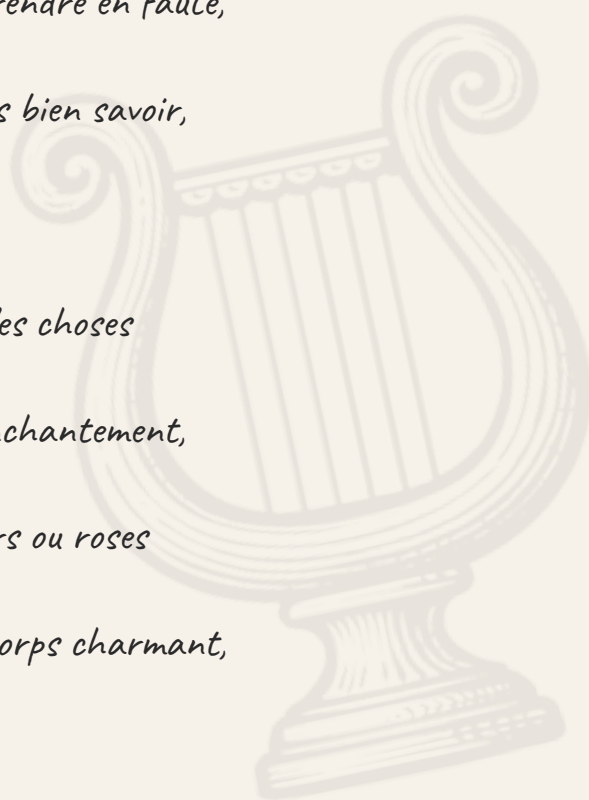 rendre en faute,
s bien savoir,
es choses
chantement,
rs ou roses
orps charmant,